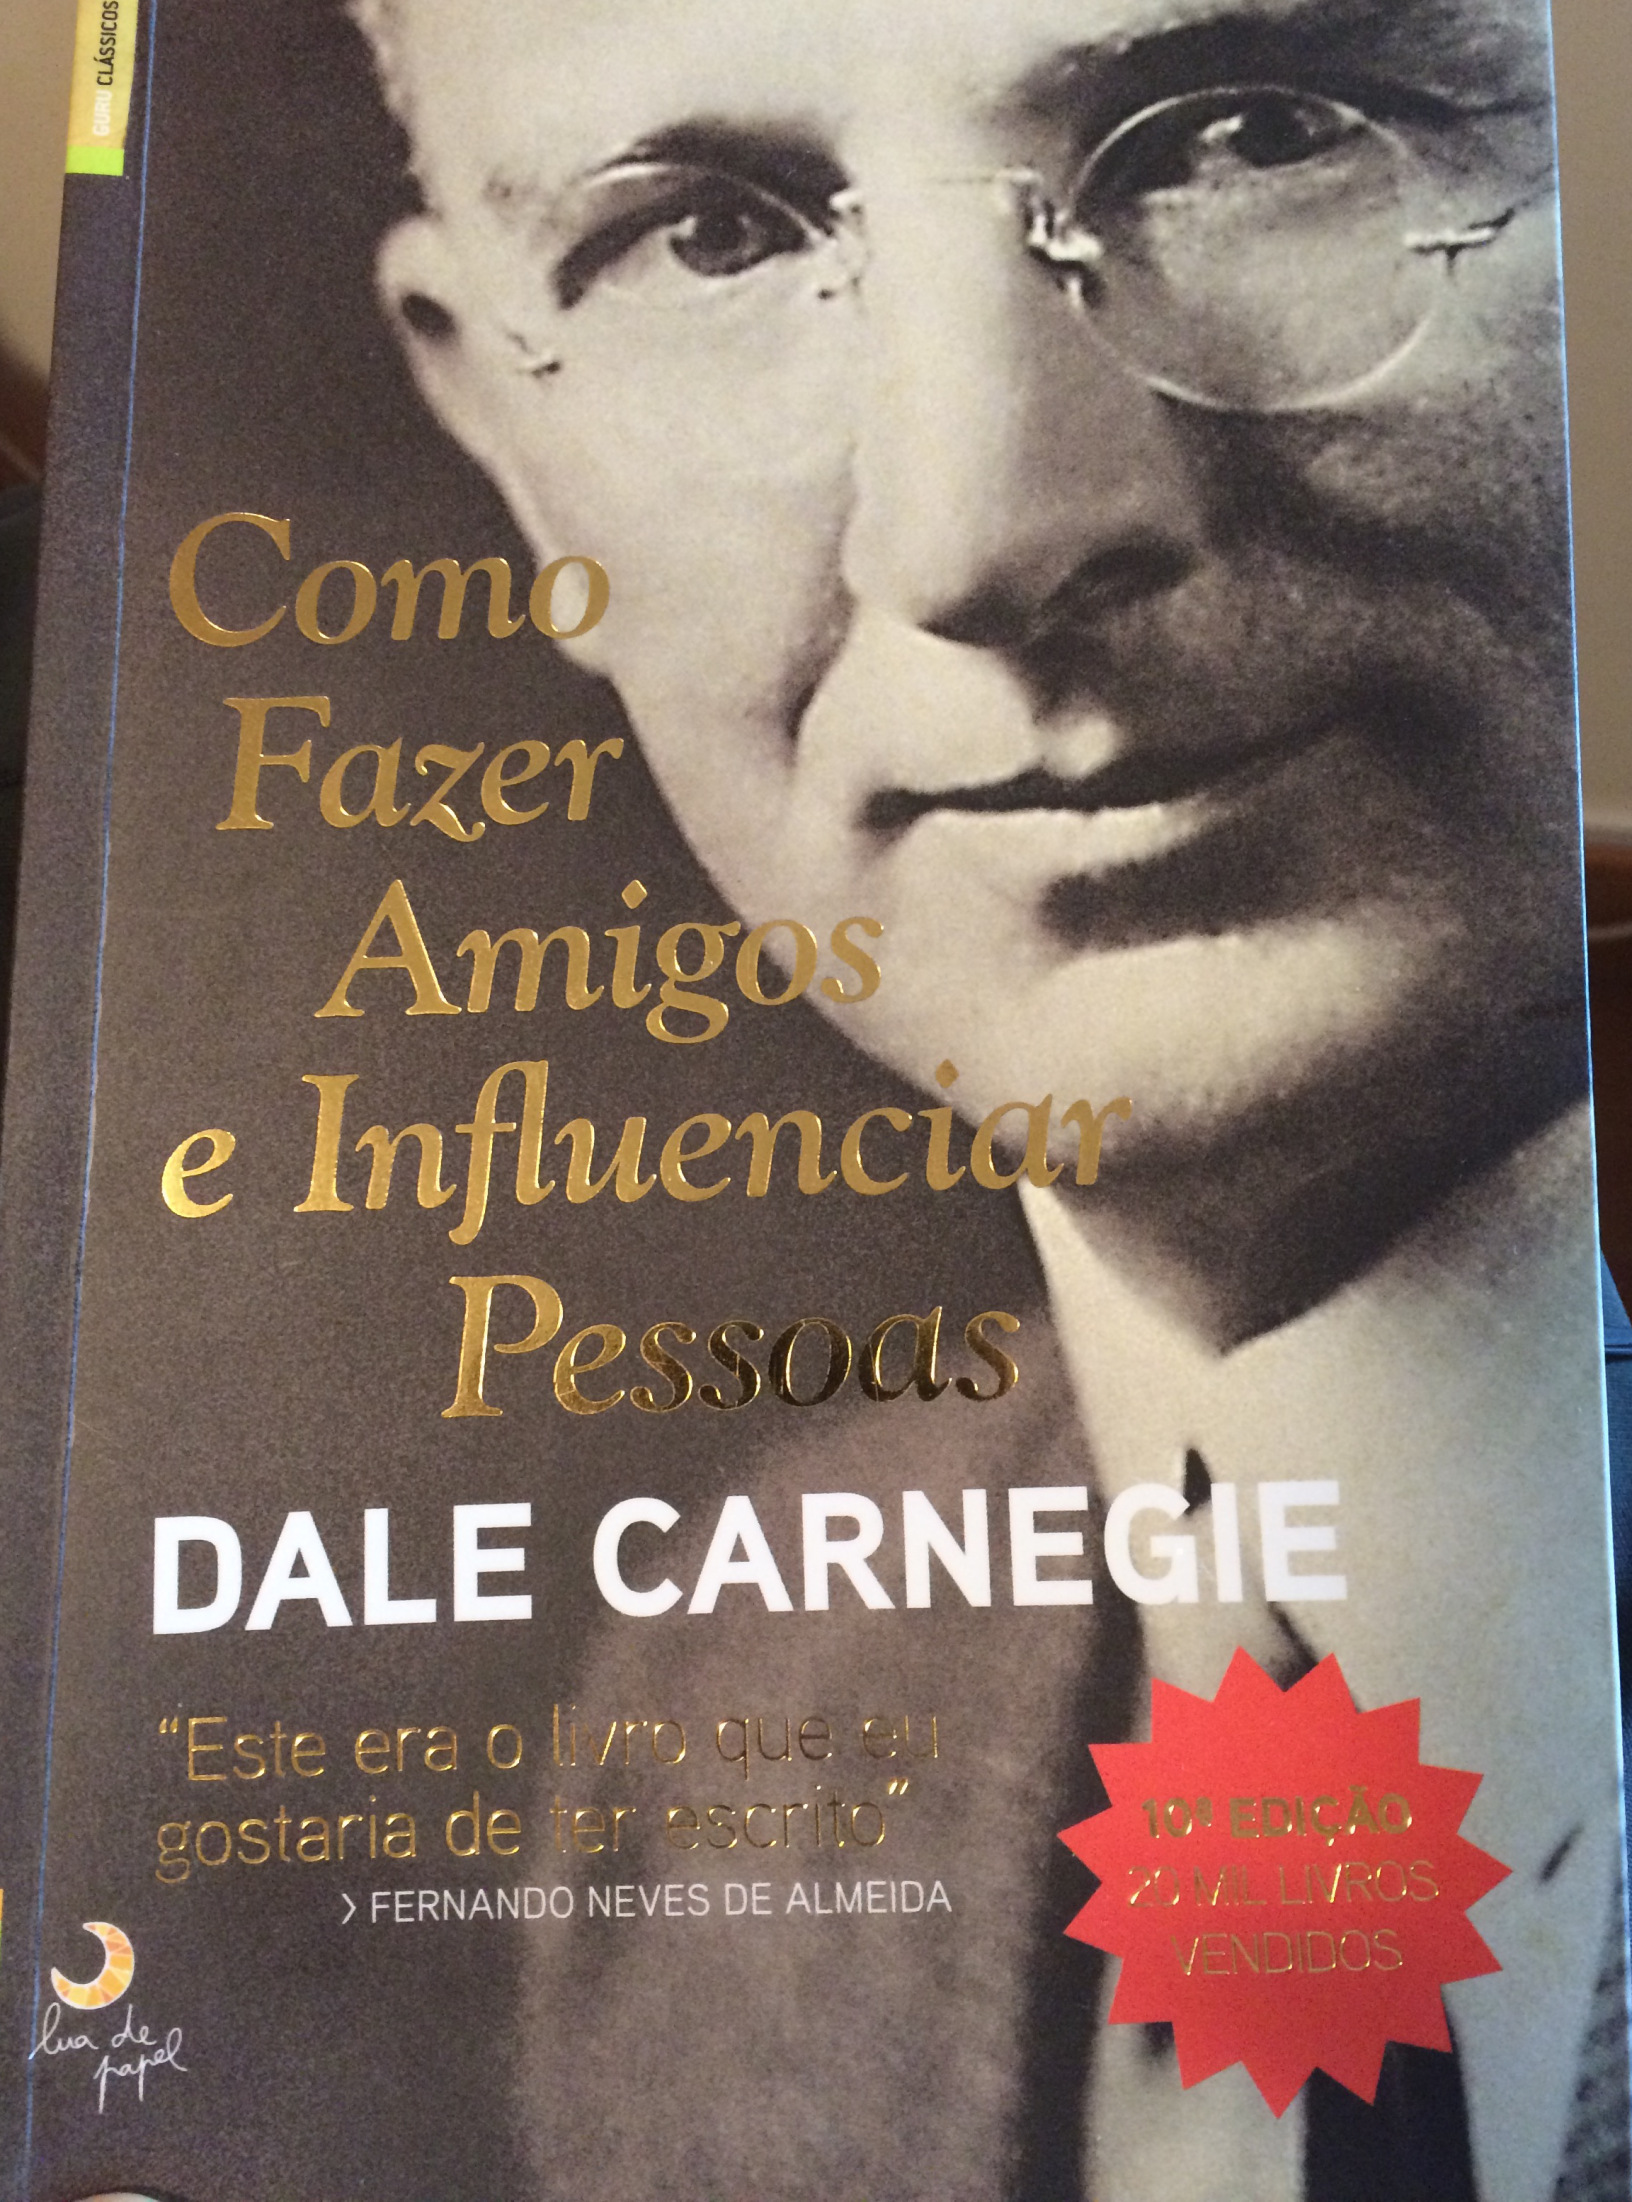 GURU CLÁSSICOS
Como
Fazer
Amigos
e Influenciar
Pessoas
DALE CARNEGIE
“Este era o livro que eu
gostaria de ter escrito”
› FERNANDO NEVES DE ALMEIDA
10ª EDIÇÃO
20 MIL LIVROS
VENDIDOS
lua de
papel